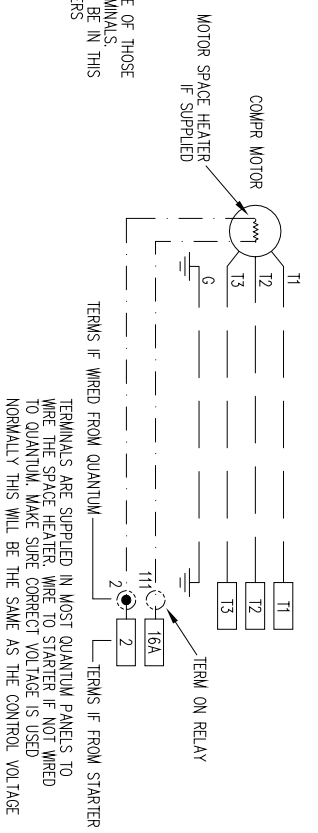 E OF THOSE
MINALS.
BE IN THIS
ERS
COMPR MOTOR
MOTOR SPACE HEATER
IF SUPPLIED
T1
T2
T3
G
T1
T2
T3
TERM ON RELAY
111
16A
2
2
TERMS IF WIRED FROM QUANTUM
TERMS IF FROM STARTER
TERMINALS ARE SUPPLIED IN MOST QUANTUM PANELS TO
WIRE THE SPACE HEATER. WIRE TO STARTER IF NOT WIRED
TO QUANTUM. MAKE SURE CORRECT VOLTAGE IS USED
NORMALLY THIS WILL BE THE SAME AS THE CONTROL VOLTAGE